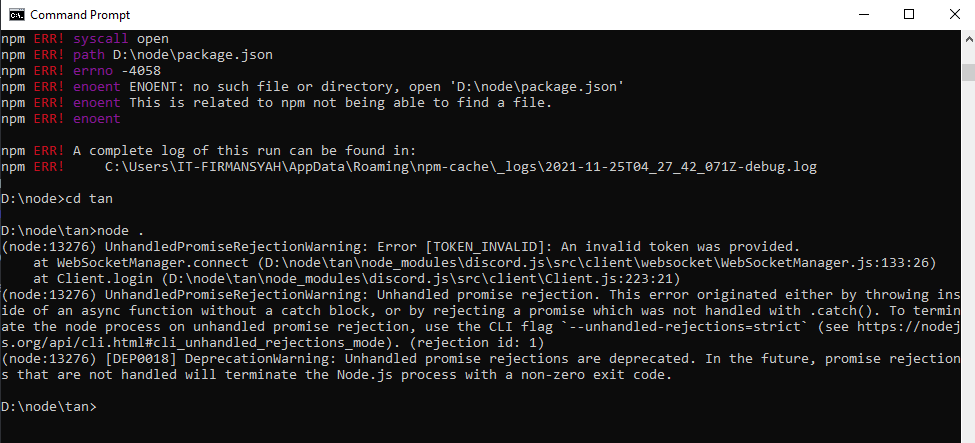 Command Prompt
npm ERR! syscall open
npm ERR! path D:\node\package.json
npm ERR! errno -4058
npm ERR! enoent ENOENT: no such file or directory, open 'D:\node\package.json'
npm ERR! enoent This is related to npm not being able to find a file.
npm ERR! enoent
npm ERR! A complete log of this run can be found in:
npm ERR!     C:\Users\IT-FIRMANSYAH\AppData\Roaming\npm-cache\_logs\2021-11-25T04_27_42_071Z-debug.log
D:\node>cd tan
D:\node\tan>node .
(node:13276) UnhandledPromiseRejectionWarning: Error [TOKEN_INVALID]: An invalid token was provided.
    at WebSocketManager.connect (D:\node\tan\node_modules\discord.js\src\client\websocket\WebSocketManager.js:133:26)
    at Client.login (D:\node\tan\node_modules\discord.js\src\client\Client.js:223:21)
(node:13276) UnhandledPromiseRejectionWarning: Unhandled promise rejection. This error originated either by throwing ins
ide of an async function without a catch block, or by rejecting a promise which was not handled with .catch(). To termin
ate the node process on unhandled promise rejection, use the CLI flag `--unhandled-rejections=strict` (see https://nodej
s.org/api/cli.html#cli_unhandled_rejections_mode). (rejection id: 1)
(node:13276) [DEP0018] DeprecationWarning: Unhandled promise rejections are deprecated. In the future, promise rejection
s that are not handled will terminate the Node.js process with a non-zero exit code.
D:\node\tan>